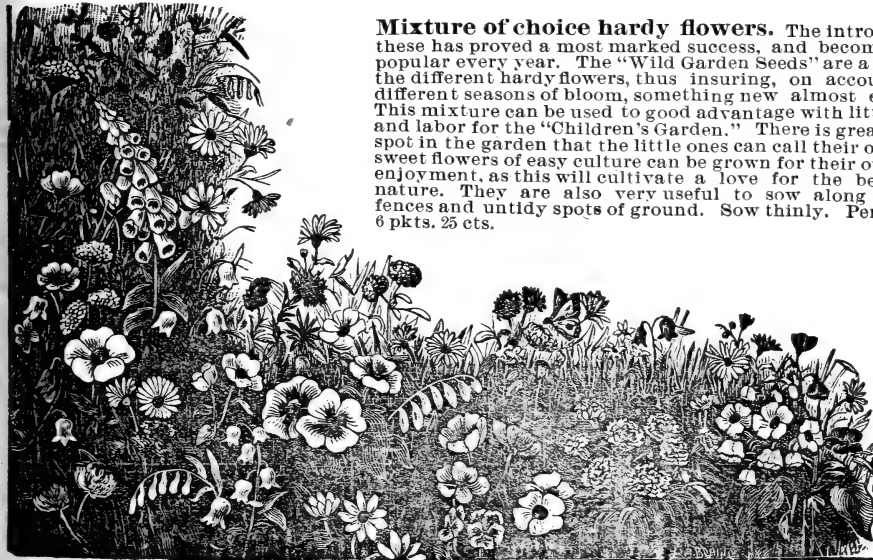 Mixture of choice hardy flowers. The intro
these has proved a most marked success, and becom
popular every year. The "Wild Garden Seeds" are a
the different hardy flowers, thus insuring, on accou
different seasons of bloom, something new almost e
This mixture can be used to good advantage with litt
and labor for the "Children's Garden." There is grea
spot in the garden that the little ones can call their o
sweet flowers of easy culture can be grown for their o
enjoyment, as this will cultivate a love for the be
nature. They are also very useful to sow along
fences and untidy spots of ground. Sow thinly. Per
6 pkts. 25 cts.